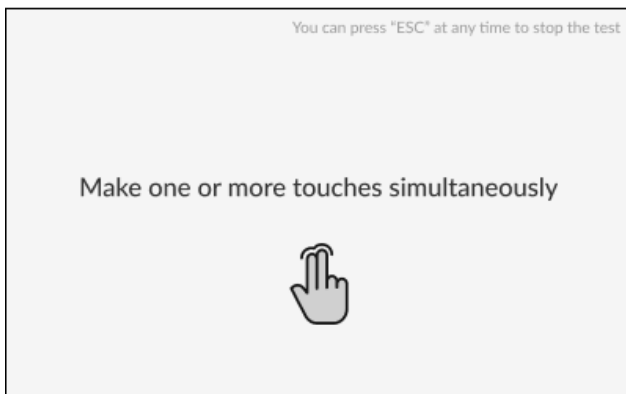 You can press "ESC" at any time to stop the test
Make one or more touches simultaneously